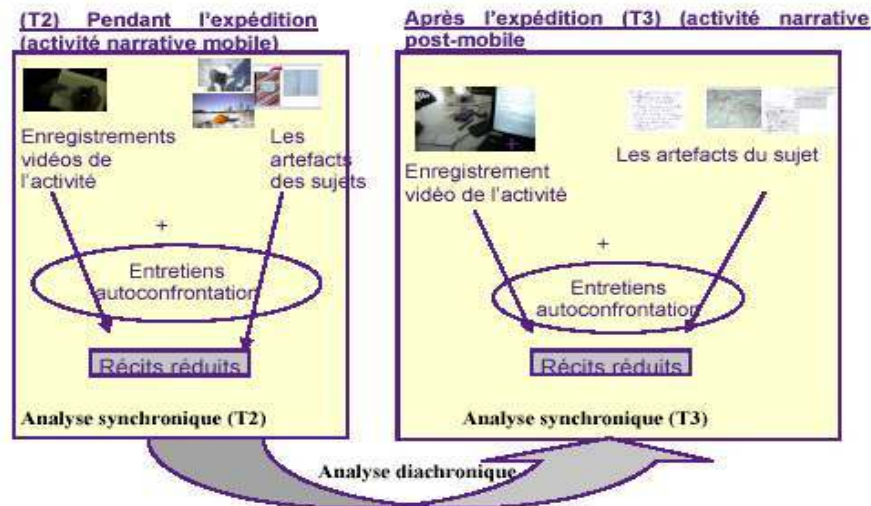 (T2) Pendant l'expédition
(activité narrative mobile)
Enregistrements
vidéos de
l'activité
Les
artefacts
des sujets
+
Entretiens
autoconfrontation
Récits réduits
Analyse synchronique (T2)
Après l'expédition (T3) (activité narrative
post-mobile
Enregistrement
vidéo de l'activité
Les artefacts du sujet
+
Entretiens
autoconfrontation
Récits réduits
Analyse synchronique (T3)
Analyse diachronique